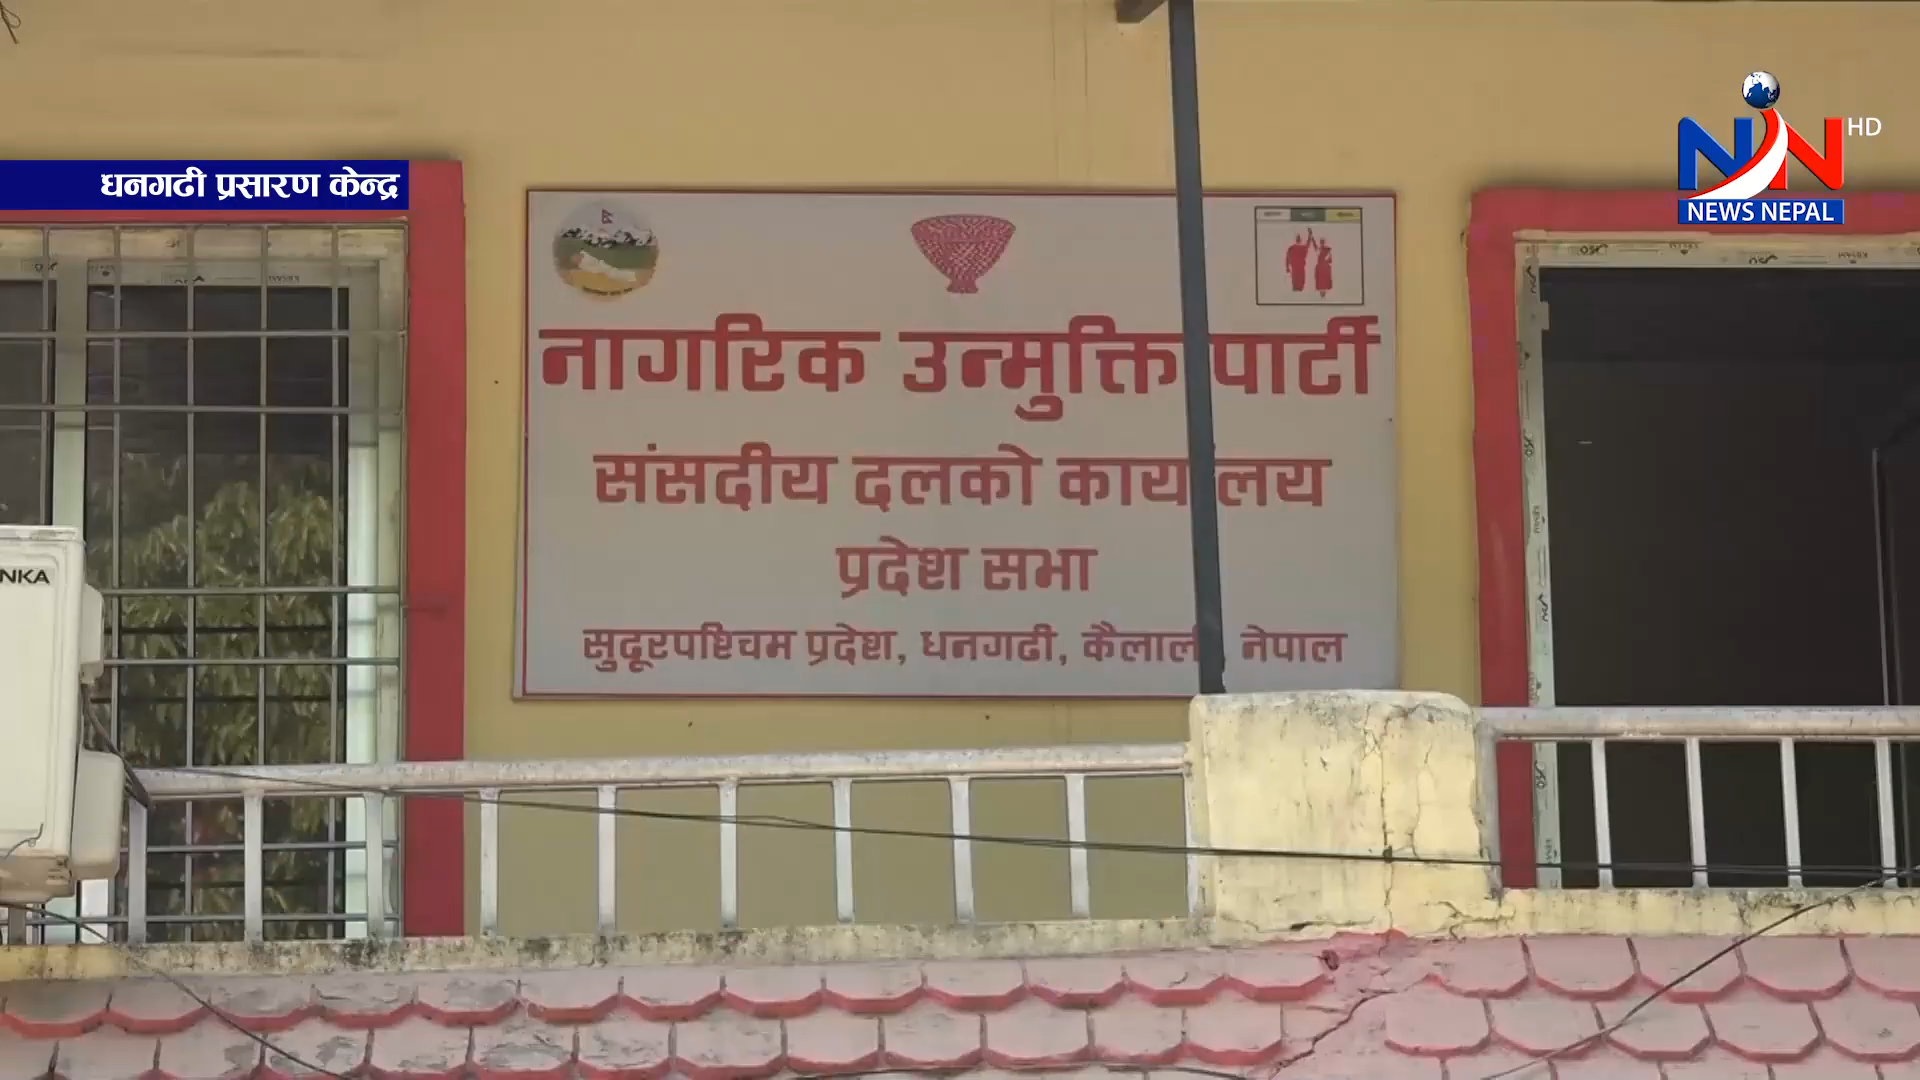 धनगढी प्रसारण केन्द्र
HD
NEWS NEPAL
नागरिक उन्मुक्ति पार्टी
संसदीय दलको कार्यालय
प्रदेश सभा
सुदूरपश्चिम प्रदेश, धनगढी, कैलाली, नेपाल
NKA